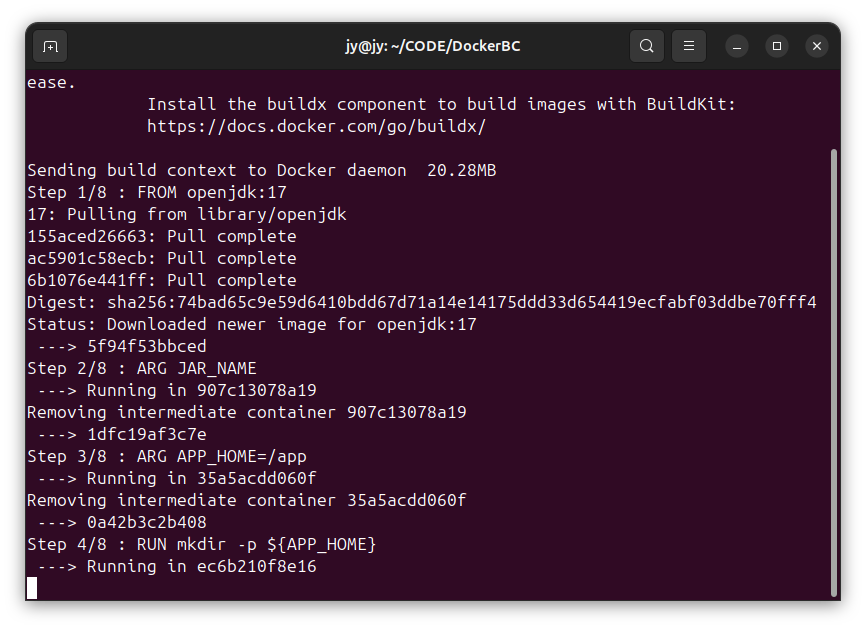 jy@jy: ~/CODE/DockerBC
ease.
Install the buildx component to build images with BuildKit:
https://docs.docker.com/go/buildx/
Sending build context to Docker daemon  20.28MB
Step 1/8 : FROM openjdk:17
17: Pulling from library/openjdk
155aced26663: Pull complete
ac5901c58ecb: Pull complete
6b1076e441ff: Pull complete
Digest: sha256:74bad65c9e59d6410bdd67d71a14e14175ddd33d654419ecfabf03ddbe70fff4
Status: Downloaded newer image for openjdk:17
---> 5f94f53bbced
Step 2/8 : ARG JAR_NAME
---> Running in 907c13078a19
Removing intermediate container 907c13078a19
---> 1dfc19af3c7e
Step 3/8 : ARG APP_HOME=/app
---> Running in 35a5acdd060f
Removing intermediate container 35a5acdd060f
---> 0a42b3c2b408
Step 4/8 : RUN mkdir -p ${APP_HOME}
---> Running in ec6b210f8e16